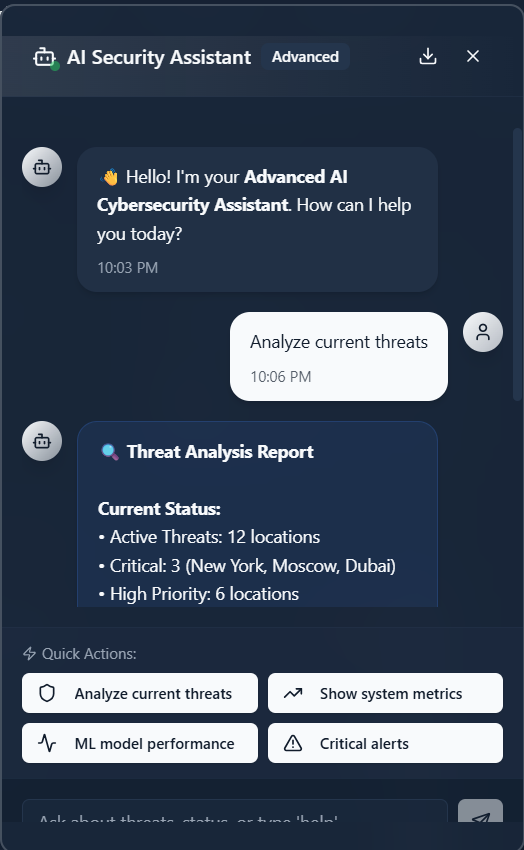 AI Security Assistant Advanced
👋 Hello! I'm your Advanced AI
Cybersecurity Assistant. How can I help
you today?
10:03 PM
Analyze current threats
10:06 PM
🔍 Threat Analysis Report
Current Status:
• Active Threats: 12 locations
• Critical: 3 (New York, Moscow, Dubai)
• High Priority: 6 locations
Quick Actions:
Analyze current threats
Show system metrics
ML model performance
Critical alerts
Ask about threats, status, or type 'help'